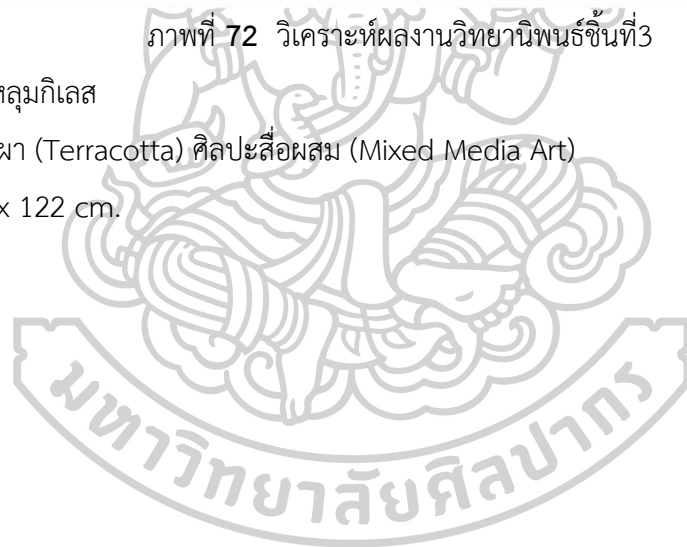 ภาพที่ 72 วิเคราะห์ผลงานวิทยานิพนธ์ชิ้นที่3
หลุมกิเลส
ผา (Terracotta) ศิลปะสื่อผสม (Mixed Media Art)
x 122 cm.
มหาวิทยาลัยศิลปากร